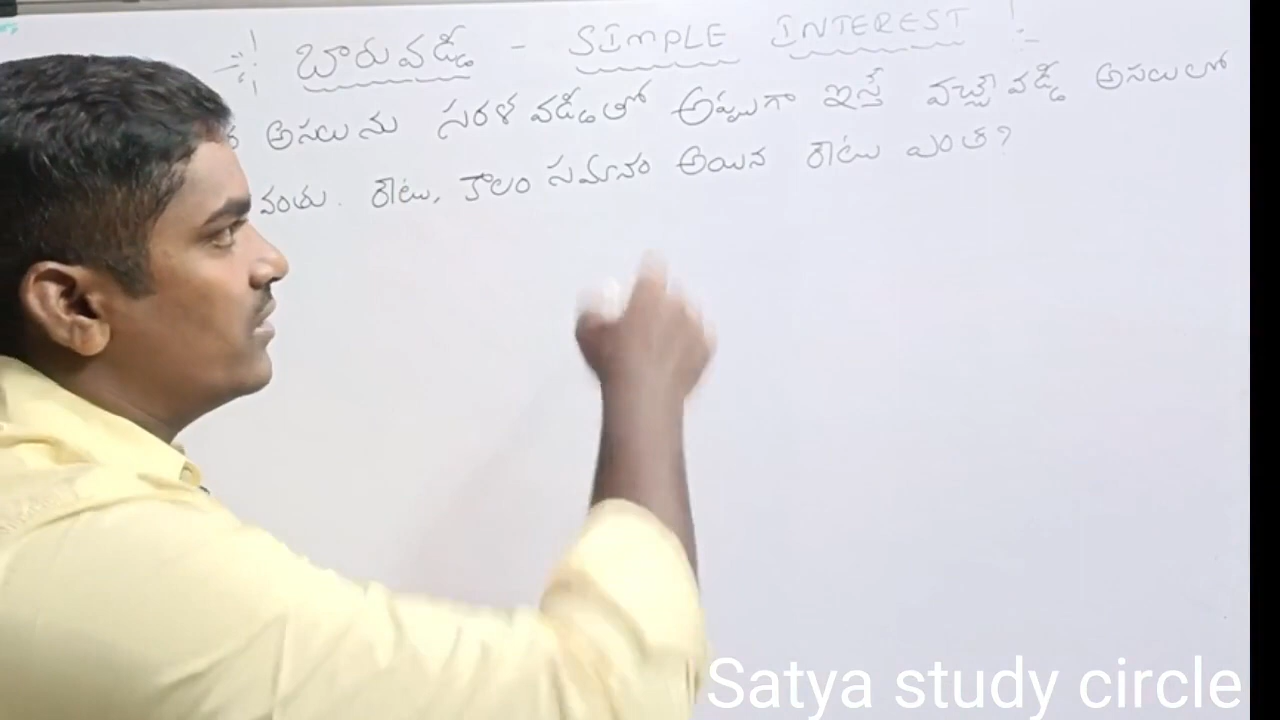 బారువడ్డీ - SIMPLE INTEREST
అసలును సరళ వడ్డీతో అప్పుగా ఇస్తే వచ్చే వడ్డీ అసలులో
వంతు. రేటు, కాలం సమానం అయిన రేటు ఎంత?
Satya study circle